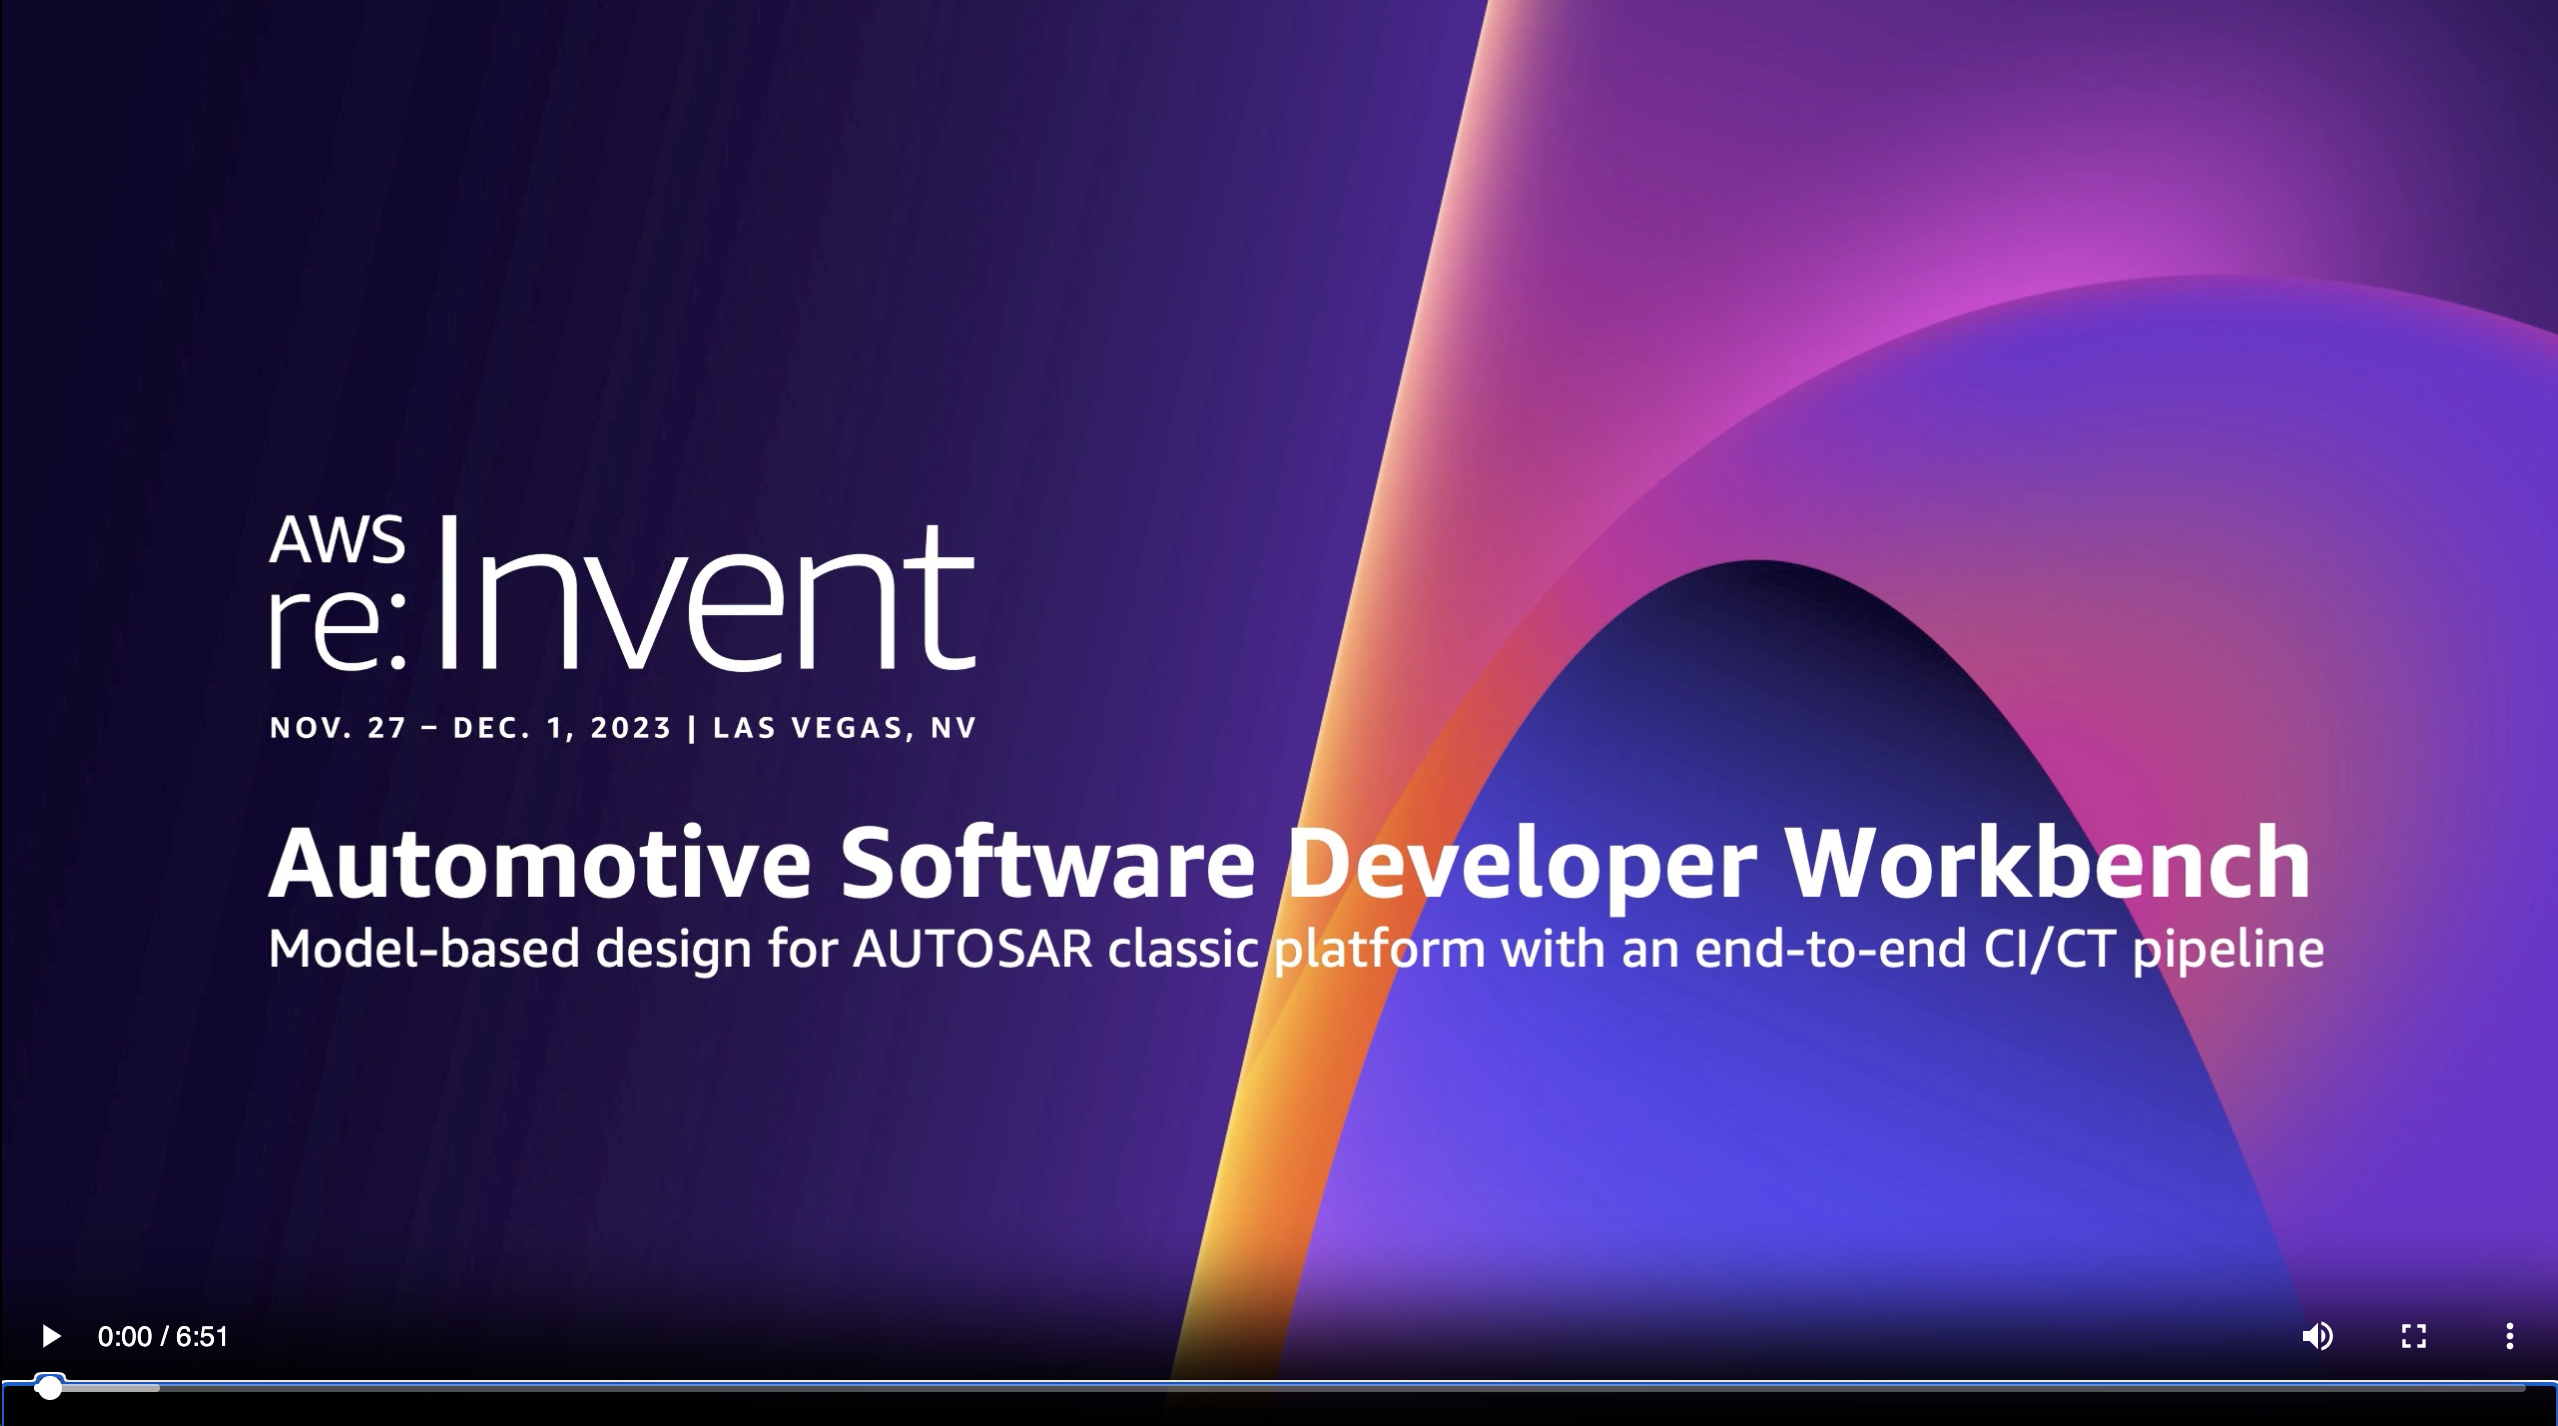 AWS
re:Invent
NOV. 27 – DEC. 1, 2023 | LAS VEGAS, NV
Automotive Software Developer Workbench
Model-based design for AUTOSAR classic platform with an end-to-end CI/CT pipeline
0:00 / 6:51